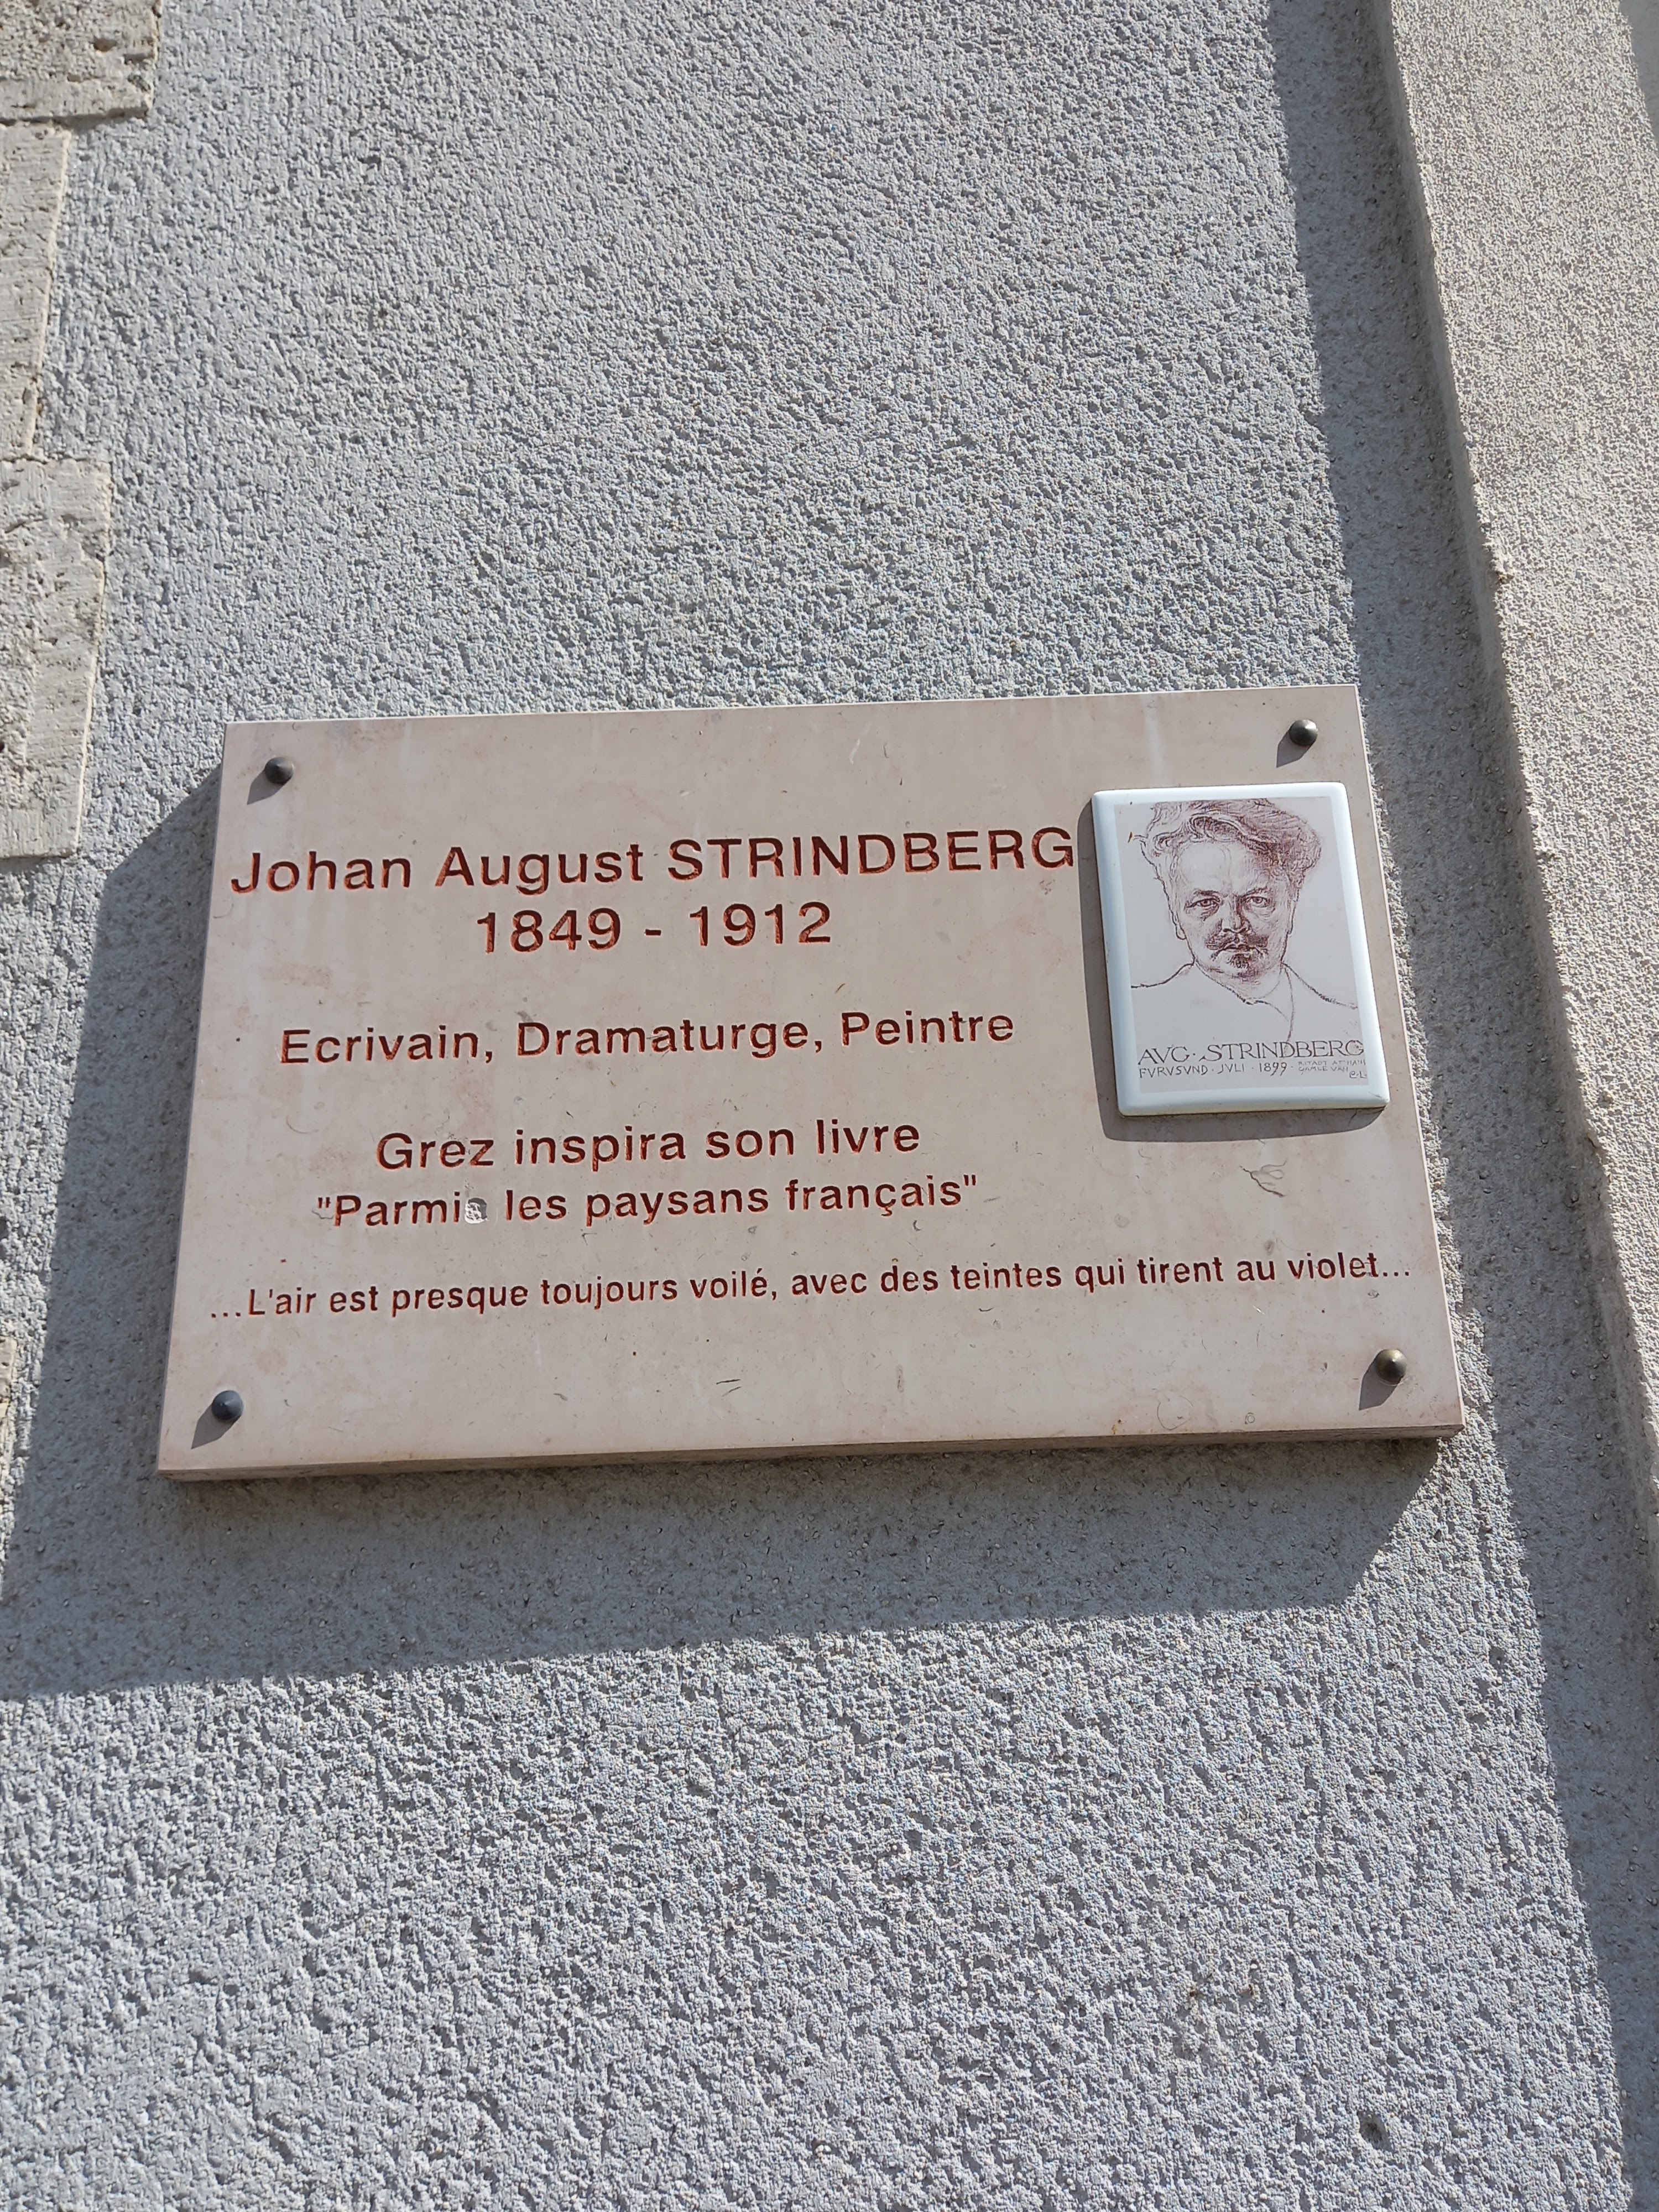 Johan August STRINDBERG
1849 - 1912
Ecrivain, Dramaturge, Peintre
Grez inspira son livre
"Parmis les paysans français"
...L'air est presque toujours voilé, avec des teintes qui tirent au violet...
AVG · STRINDBERG
FVRVSVND · JVLI · 1899 ·
C.L.